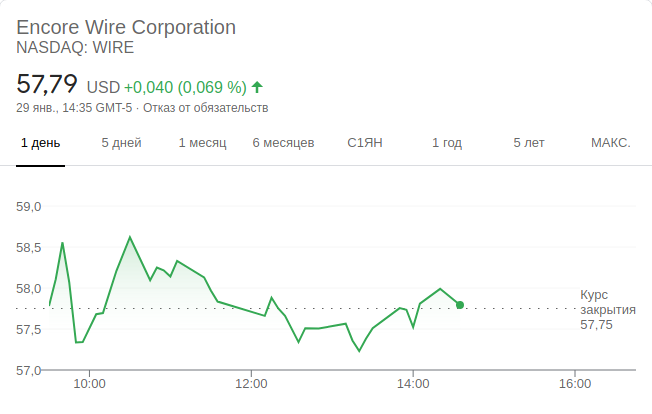 Encore Wire Corporation
NASDAQ: WIRE
57,79 USD +0,040 (0,069 %)
29 янв., 14:35 GMT-5 · Отказ от обязательств
1 день 5 дней 1 месяц 6 месяцев С1ЯН 1 год 5 лет МАКС.
59,0
58,5
58,0
57,5
57,0
Курс
закрытия
57,75
10:00 12:00 14:00 16:00